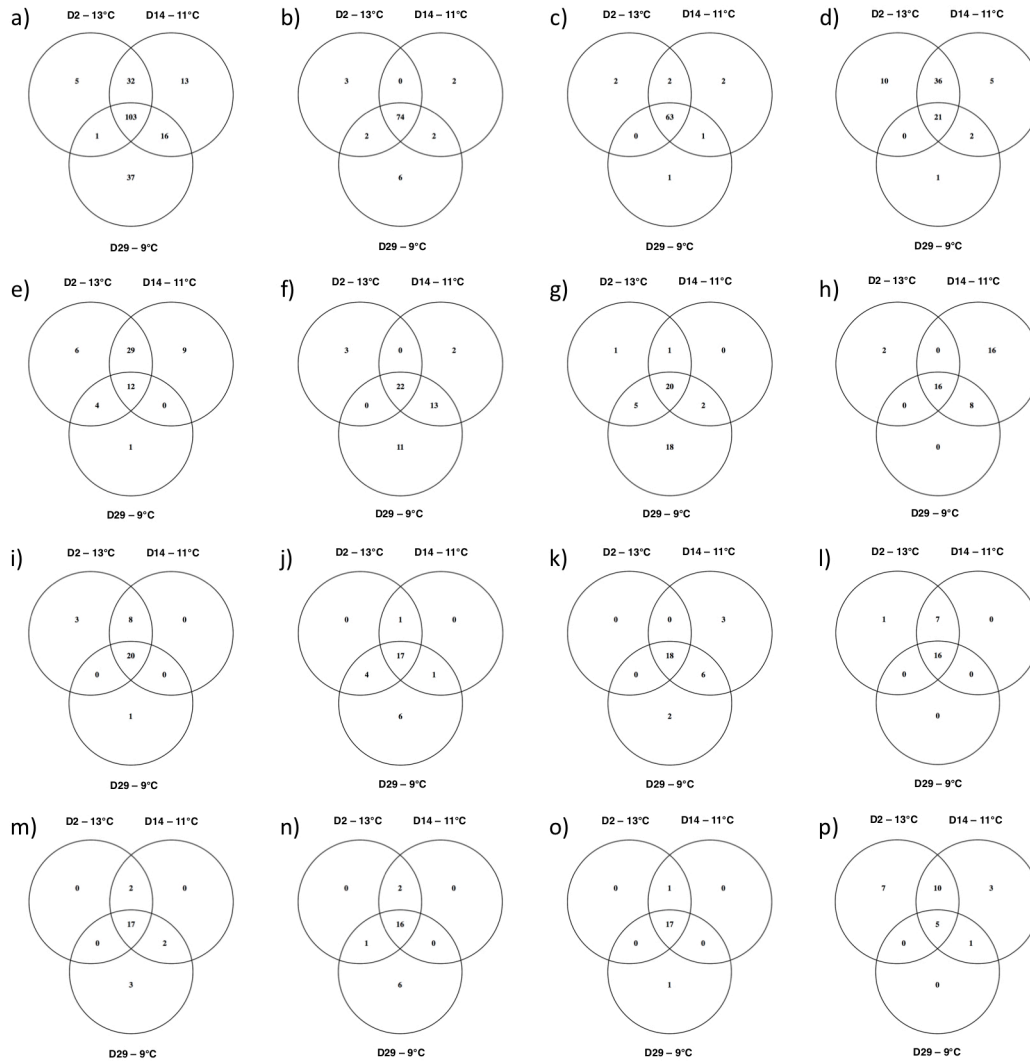 a) D2 – 13°C D14 – 11°C
5 32 13
103
1 16
37
D29 – 9°C
b) D2 – 13°C D14 – 11°C
3 0 2
74
2 2
6
D29 – 9°C
c) D2 – 13°C D14 – 11°C
2 2 2
63
0 1
1
D29 – 9°C
d) D2 – 13°C D14 – 11°C
10 36 5
21
0 2
1
D29 – 9°C
e) D2 – 13°C D14 – 11°C
6 29 9
12
4 0
1
D29 – 9°C
f) D2 – 13°C D14 – 11°C
3 0 2
22
0 13
11
D29 – 9°C
g) D2 – 13°C D14 – 11°C
1 1 0
20
5 2
18
D29 – 9°C
h) D2 – 13°C D14 – 11°C
2 0 16
16
0 8
0
D29 – 9°C
i) D2 – 13°C D14 – 11°C
3 8 0
20
0 0
1
D29 – 9°C
j) D2 – 13°C D14 – 11°C
0 1 0
17
4 1
6
D29 – 9°C
k) D2 – 13°C D14 – 11°C
0 0 3
18
0 6
2
D29 – 9°C
l) D2 – 13°C D14 – 11°C
1 7 0
16
0 0
0
D29 – 9°C
m) D2 – 13°C D14 – 11°C
0 2 0
17
0 2
3
D29 – 9°C
n) D2 – 13°C D14 – 11°C
0 2 0
16
1 0
6
D29 – 9°C
o) D2 – 13°C D14 – 11°C
0 1 0
17
0 0
1
D29 – 9°C
p) D2 – 13°C D14 – 11°C
7 10 3
5
0 1
0
D29 – 9°C